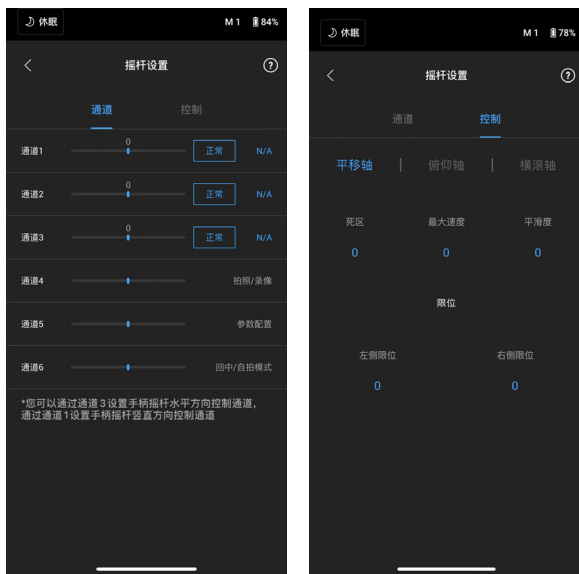 休眠 M 1 84%
摇杆设置
通道 控制
0
通道1 正常 N/A
0
通道2 正常 N/A
0
通道3 正常 N/A
通道4 拍照/录像
通道5 参数配置
通道6 回中/自拍模式
*您可以通过通道 3 设置手柄摇杆水平方向控制通道，
通过通道 1 设置手柄摇杆竖直方向控制通道
休眠 M 1 78%
摇杆设置
通道 控制
平移轴 | 俯仰轴 | 横滚轴
死区 最大速度 平滑度
0 0 0
限位
左侧限位 右侧限位
0 0